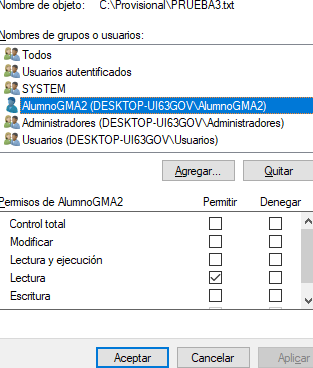 Nombre de objeto: C:\Provisional\PRUEBA3.txt
Nombres de grupos o usuarios:
Todos
Usuarios autentificados
SYSTEM
AlumnoGMA2 (DESKTOP-UI63GOV\AlumnoGMA2)
Administradores (DESKTOP-UI63GOV\Administradores)
Usuarios (DESKTOP-UI63GOV\Usuarios)
Agregar... Quitar
Permisos de AlumnoGMA2 Permitir Denegar
Control total
Modificar
Lectura y ejecución
Lectura
Escritura
Aceptar Cancelar Aplicar